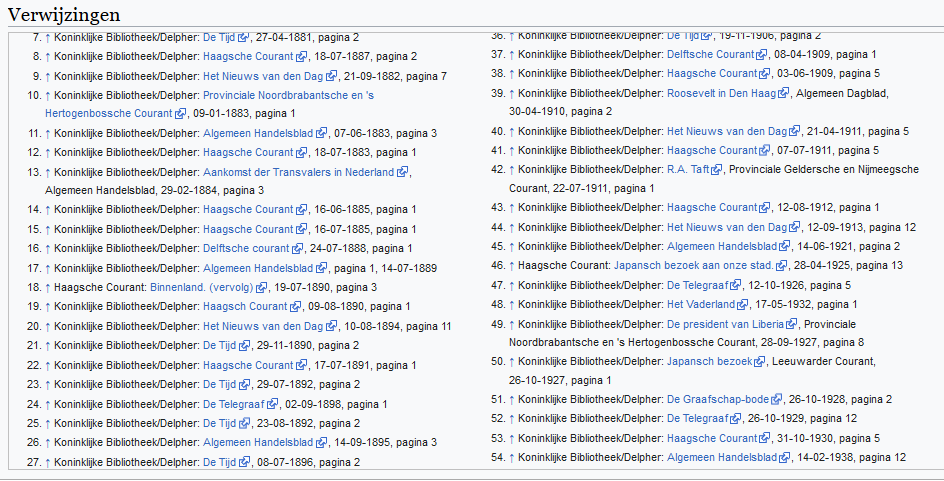 Verwijzingen
7. ↑ Koninklijke Bibliotheek/Delpher: De Tijd, 27-04-1881, pagina 2
8. ↑ Koninklijke Bibliotheek/Delpher: Haagsche Courant, 18-07-1887, pagina 2
9. ↑ Koninklijke Bibliotheek/Delpher: Het Nieuws van den Dag, 21-09-1882, pagina 7
10. ↑ Koninklijke Bibliotheek/Delpher: Provinciale Noordbrabantsche en 's
Hertogenbossche Courant, 09-01-1883, pagina 1
11. ↑ Koninklijke Bibliotheek/Delpher: Algemeen Handelsblad, 07-06-1883, pagina 3
12. ↑ Koninklijke Bibliotheek/Delpher: Haagsche Courant, 18-07-1883, pagina 1
13. ↑ Koninklijke Bibliotheek/Delpher: Aankomst der Transvalers in Nederland,
Algemeen Handelsblad, 29-02-1884, pagina 3
14. ↑ Koninklijke Bibliotheek/Delpher: Haagsche Courant, 16-06-1885, pagina 1
15. ↑ Koninklijke Bibliotheek/Delpher: Haagsche Courant, 16-07-1885, pagina 1
16. ↑ Koninklijke Bibliotheek/Delpher: Delftsche courant, 24-07-1888, pagina 1
17. ↑ Koninklijke Bibliotheek/Delpher: Algemeen Handelsblad, pagina 1, 14-07-1889
18. ↑ Haagsche Courant: Binnenland. (vervolg), 19-07-1890, pagina 3
19. ↑ Koninklijke Bibliotheek/Delpher: Haagsch Courant, 09-08-1890, pagina 1
20. ↑ Koninklijke Bibliotheek/Delpher: Het Nieuws van den Dag, 10-08-1894, pagina 11
21. ↑ Koninklijke Bibliotheek/Delpher: De Tijd, 29-11-1890, pagina 2
22. ↑ Koninklijke Bibliotheek/Delpher: Haagsche Courant, 17-07-1891, pagina 1
23. ↑ Koninklijke Bibliotheek/Delpher: De Tijd, 29-07-1892, pagina 2
24. ↑ Koninklijke Bibliotheek/Delpher: De Telegraaf, 02-09-1898, pagina 1
25. ↑ Koninklijke Bibliotheek/Delpher: De Tijd, 23-08-1892, pagina 2
26. ↑ Koninklijke Bibliotheek/Delpher: Algemeen Handelsblad, 14-09-1895, pagina 3
27. ↑ Koninklijke Bibliotheek/Delpher: De Tijd, 08-07-1896, pagina 2
36. ↑ Koninklijke Bibliotheek/Delpher: De Tijd, 19-11-1906, pagina 2
37. ↑ Koninklijke Bibliotheek/Delpher: Delftsche Courant, 08-04-1909, pagina 1
38. ↑ Koninklijke Bibliotheek/Delpher: Haagsche Courant, 03-06-1909, pagina 5
39. ↑ Koninklijke Bibliotheek/Delpher: Roosevelt in Den Haag, Algemeen Dagblad,
30-04-1910, pagina 2
40. ↑ Koninklijke Bibliotheek/Delpher: Het Nieuws van den Dag, 21-04-1911, pagina 5
41. ↑ Koninklijke Bibliotheek/Delpher: Haagsche Courant, 07-07-1911, pagina 5
42. ↑ Koninklijke Bibliotheek/Delpher: R.A. Taft, Provinciale Geldersche en Nijmeegsche
Courant, 22-07-1911, pagina 1
43. ↑ Koninklijke Bibliotheek/Delpher: Haagsche Courant, 12-08-1912, pagina 1
44. ↑ Koninklijke Bibliotheek/Delpher: Het Nieuws van den Dag, 12-09-1913, pagina 12
45. ↑ Koninklijke Bibliotheek/Delpher: Algemeen Handelsblad, 14-06-1921, pagina 2
46. ↑ Haagsche Courant: Japansch bezoek aan onze stad., 28-04-1925, pagina 13
47. ↑ Koninklijke Bibliotheek/Delpher: De Telegraaf, 12-10-1926, pagina 5
48. ↑ Koninklijke Bibliotheek/Delpher: Het Vaderland, 17-05-1932, pagina 1
49. ↑ Koninklijke Bibliotheek/Delpher: De president van Liberia, Provinciale
Noordbrabantsche en 's Hertogenbossche Courant, 28-09-1927, pagina 8
50. ↑ Koninklijke Bibliotheek/Delpher: Japansch bezoek, Leeuwarder Courant,
26-10-1927, pagina 1
51. ↑ Koninklijke Bibliotheek/Delpher: De Graafschap-bode, 26-10-1928, pagina 2
52. ↑ Koninklijke Bibliotheek/Delpher: De Telegraaf, 26-10-1929, pagina 12
53. ↑ Koninklijke Bibliotheek/Delpher: Haagsche Courant, 31-10-1930, pagina 5
54. ↑ Koninklijke Bibliotheek/Delpher: Algemeen Handelsblad, 14-02-1938, pagina 12